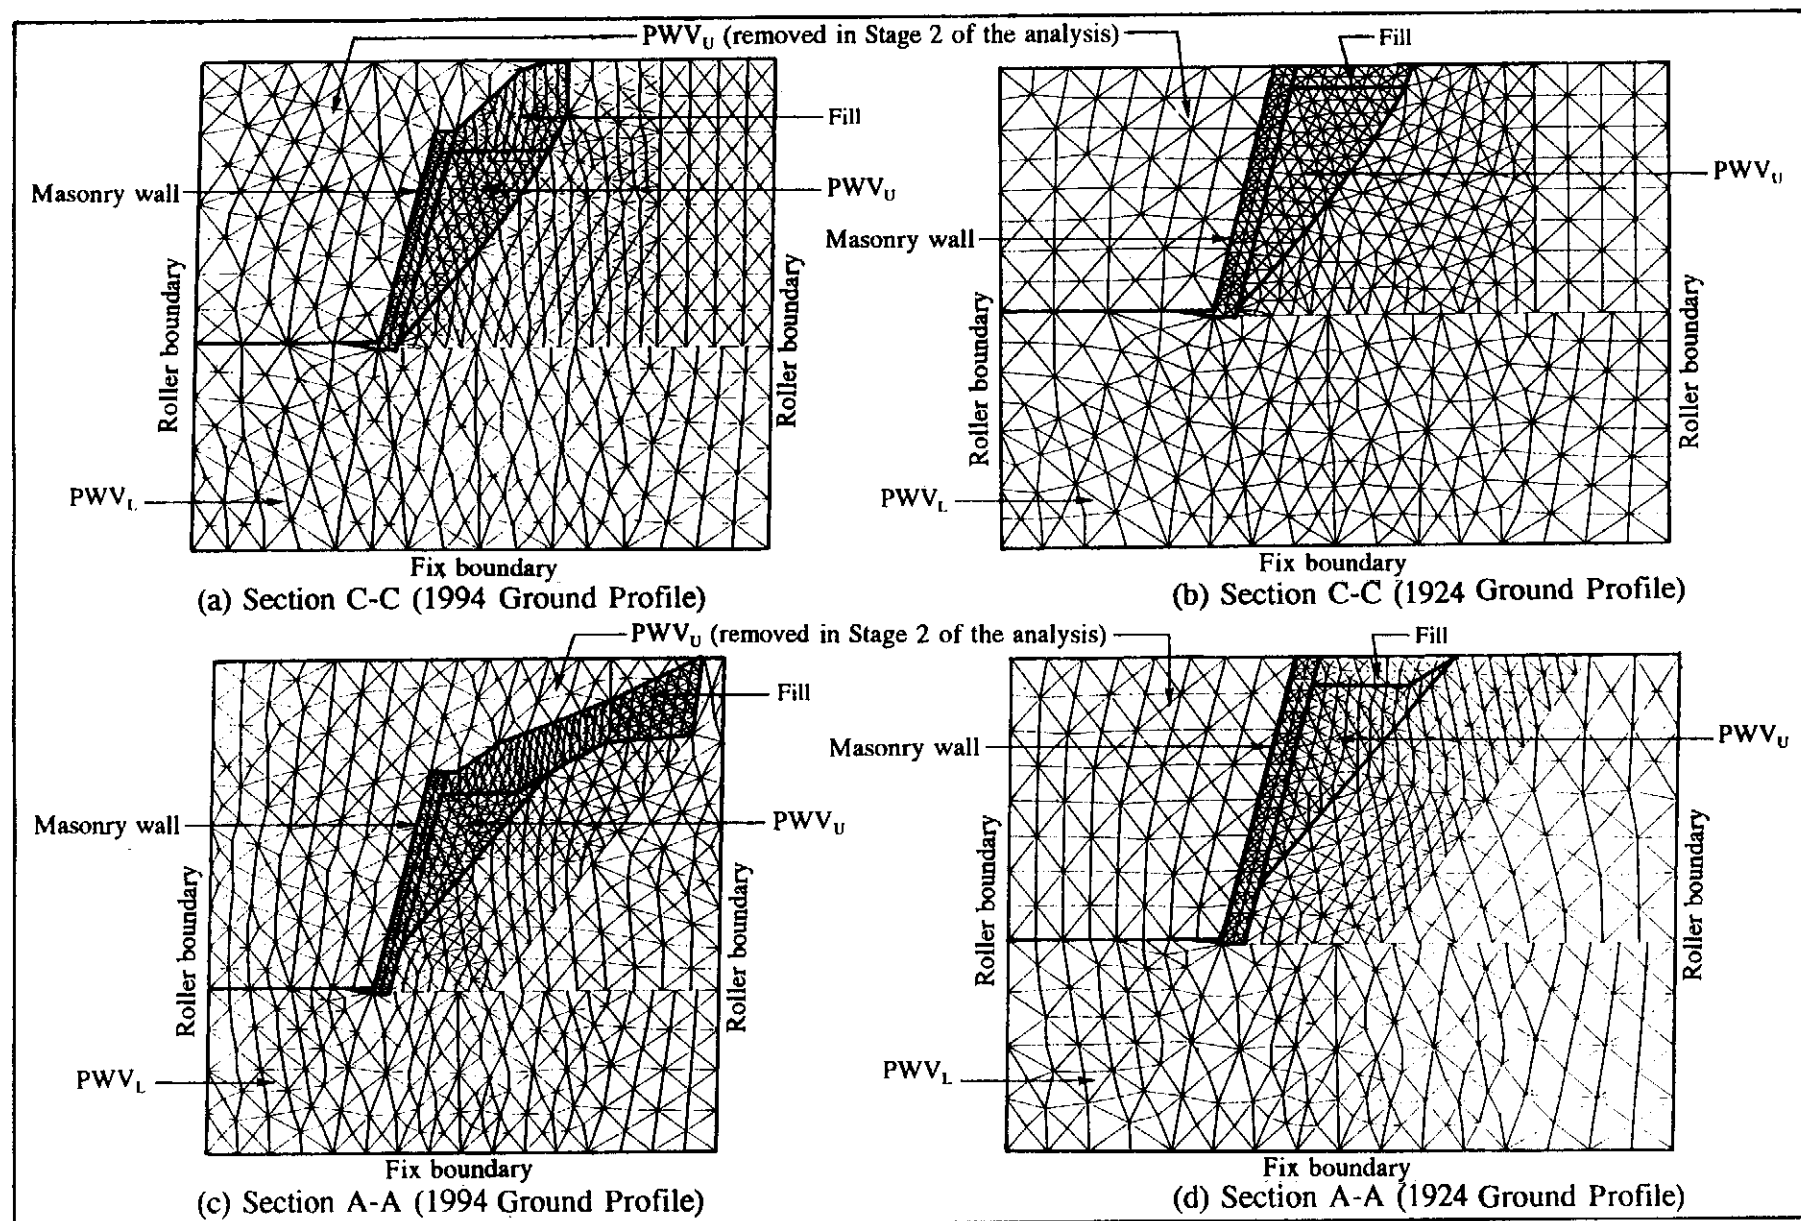 PWV_U (removed in Stage 2 of the analysis)
Fill
Fill
Masonry wall
PWV_U
PWV_U
Masonry wall
Roller boundary
Roller boundary
Roller boundary
Roller boundary
PWV_L
PWV_L
Fix boundary
Fix boundary
(a) Section C-C (1994 Ground Profile)
(b) Section C-C (1924 Ground Profile)
PWV_U (removed in Stage 2 of the analysis)
Fill
Fill
Masonry wall
PWV_U
Masonry wall
PWV_U
Roller boundary
Roller boundary
Roller boundary
Roller boundary
PWV_L
PWV_L
Fix boundary
Fix boundary
(c) Section A-A (1994 Ground Profile)
(d) Section A-A (1924 Ground Profile)